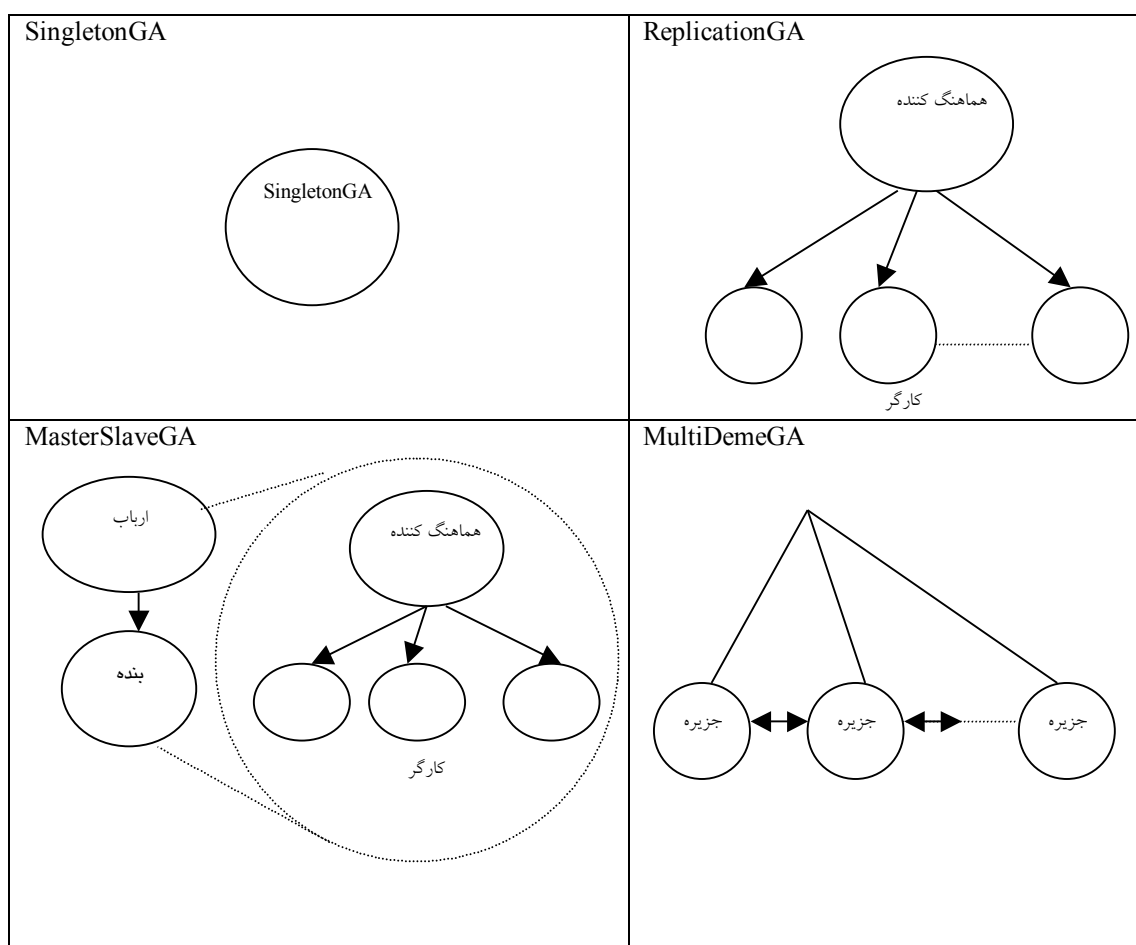 SingletonGA
SingletonGA
ReplicationGA
هماهنگ کننده
کارگر
MasterSlaveGA
ارباب
بنده
هماهنگ کننده
کارگر
MultiDemeGA
جزیره
جزیره
جزیره